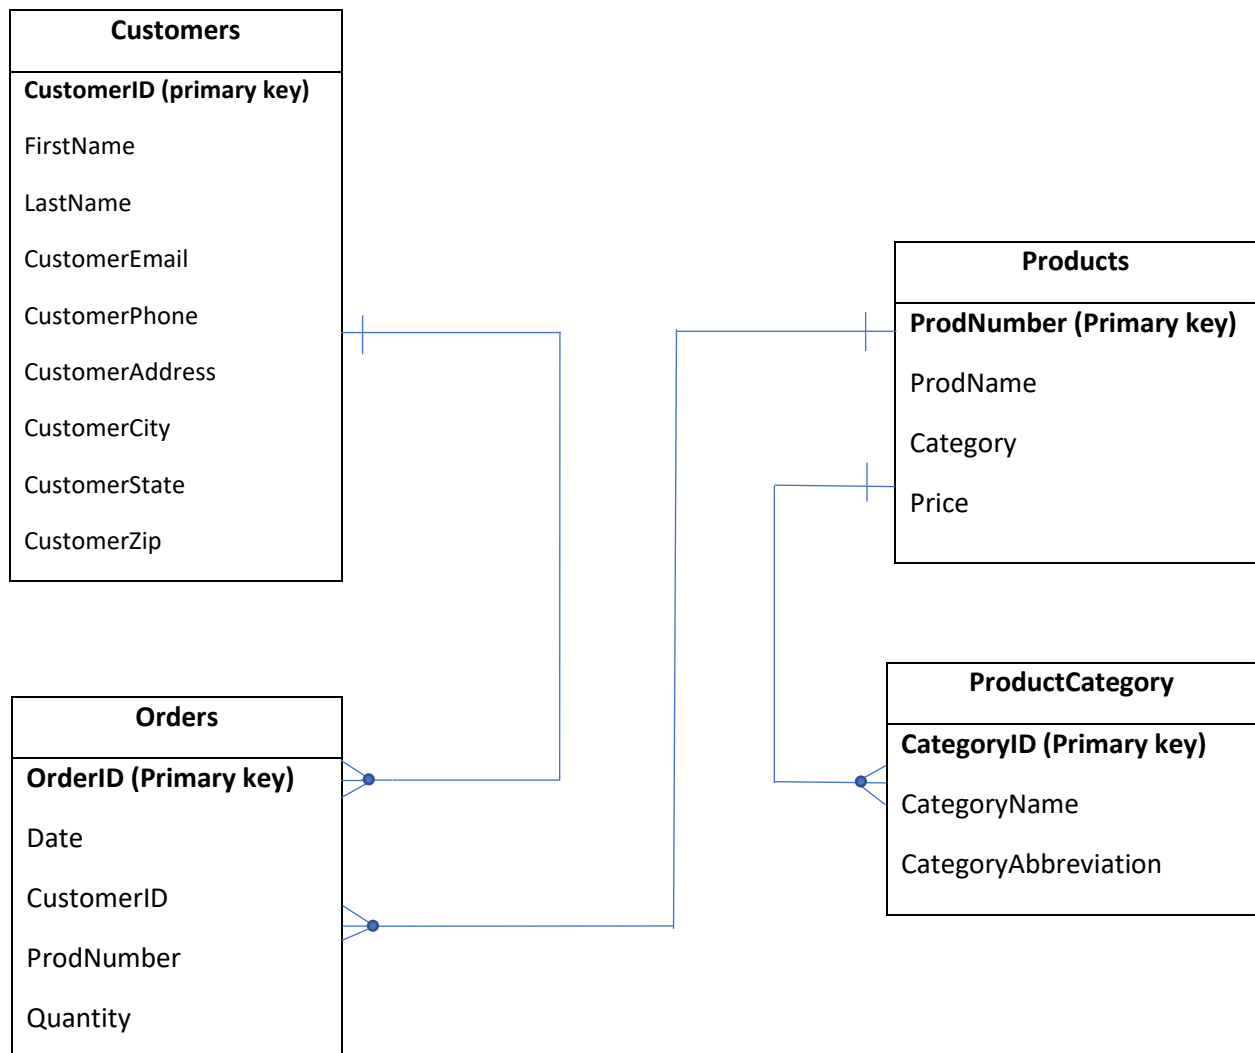 Customers
CustomerID (primary key)
FirstName
LastName
CustomerEmail
CustomerPhone
CustomerAddress
CustomerCity
CustomerState
CustomerZip
Products
ProdNumber (Primary key)
ProdName
Category
Price
Orders
OrderID (Primary key)
Date
CustomerID
ProdNumber
Quantity
ProductCategory
CategoryID (Primary key)
CategoryName
CategoryAbbreviation